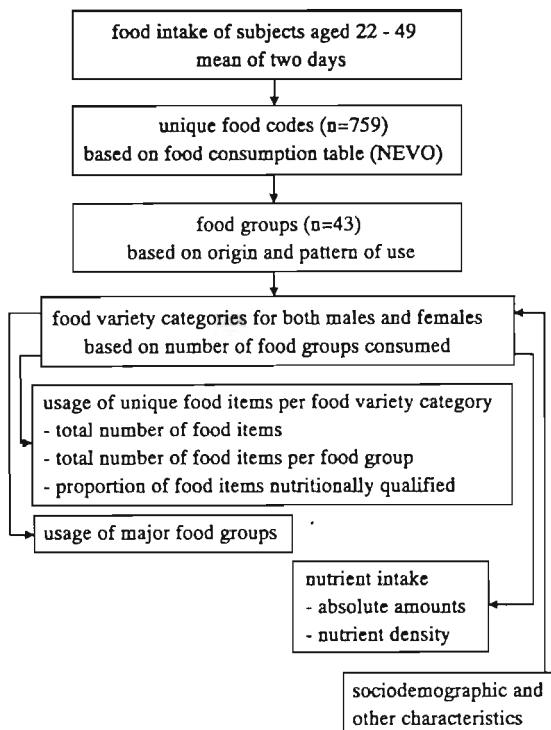 food intake of subjects aged 22 - 49
mean of two days
unique food codes (n=759)
based on food consumption table (NEVO)
food groups (n=43)
based on origin and pattern of use
food variety categories for both males and females
based on number of food groups consumed
usage of unique food items per food variety category
- total number of food items
- total number of food items per food group
- proportion of food items nutritionally qualified
usage of major food groups
nutrient intake
- absolute amounts
- nutrient density
sociodemographic and
other characteristics